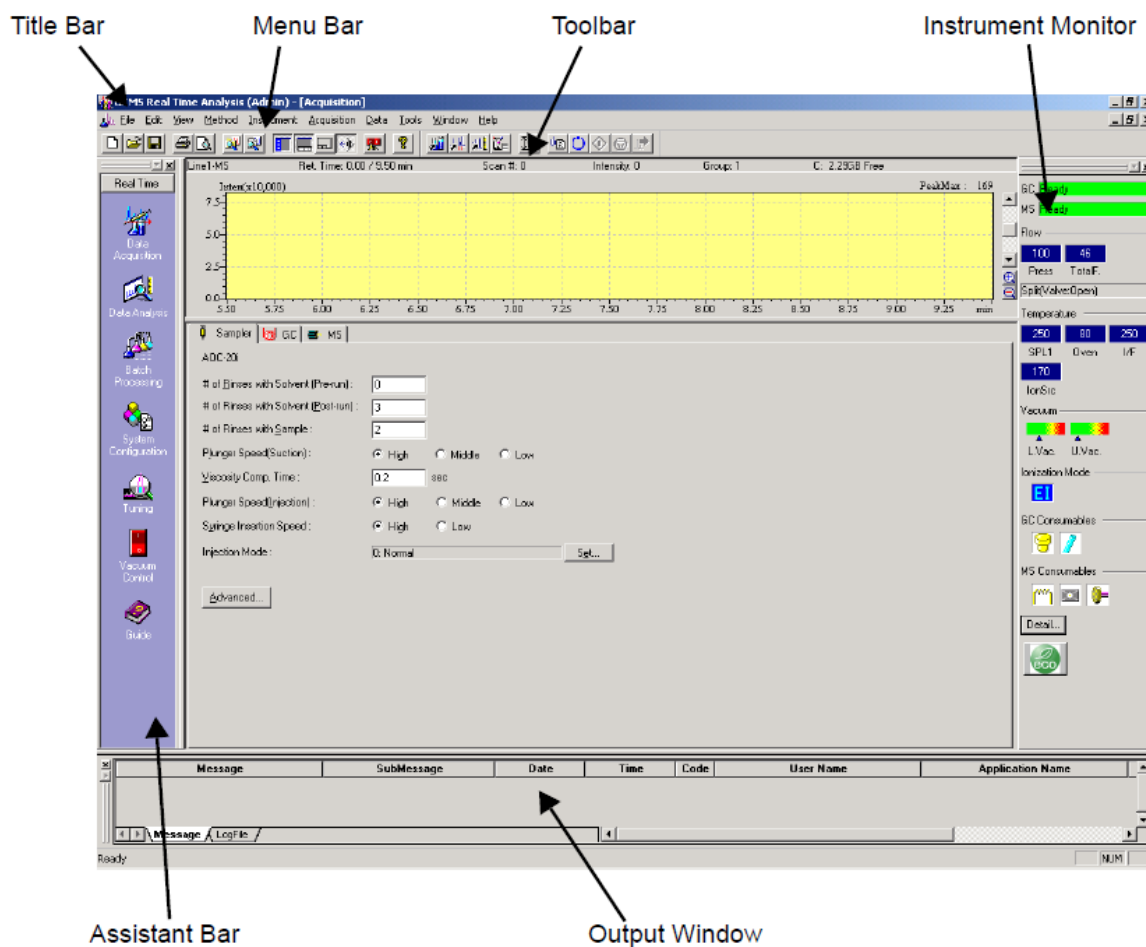 Title Bar Menu Bar Toolbar Instrument Monitor
MS Real Time Analysis (Admin) - [Acquisition]
File Edit View Method Instrument Acquisition Data Tools Window Help
Real Time
Data Acquisition
Data Analysis
Batch Processing
System Configuration
Tuning
Vacuum Control
Guide
Line1-MS Ret. Time: 0.00 / 9.50 min Scan #: 0 Intensity: 0 Group: 1 C: 2.29GB Free
Inten(x10,000) PeakMax : 169
7.5
5.0
2.5
0.0
5.50 5.75 6.00 6.25 6.50 6.75 7.00 7.25 7.50 7.75 8.00 8.25 8.50 8.75 9.00 9.25 min
Sampler GC MS
AOC-20i
# of Rinses with Solvent (Pre-run) : 0
# of Rinses with Solvent (Post-run) : 3
# of Rinses with Sample : 2
Plunger Speed(Suction) : High Middle Low
Viscosity Comp. Time : 0.2 sec
Plunger Speed(Injection) : High Middle Low
Syringe Insertion Speed : High Low
Injection Mode : 0: Normal Set...
Advanced...
GC Ready
MS Ready
Flow
100 46
Press TotalF.
Split(Valve:Open)
Temperature
250 80 250
SPL1 Oven I/F
170
IonSrc
Vacuum
L.Vac. U.Vac.
Ionization Mode
EI
GC Consumables
MS Consumables
Detail...
ECO
Message SubMessage Date Time Code User Name Application Name
Message LogFile
Ready NUM
Assistant Bar Output Window